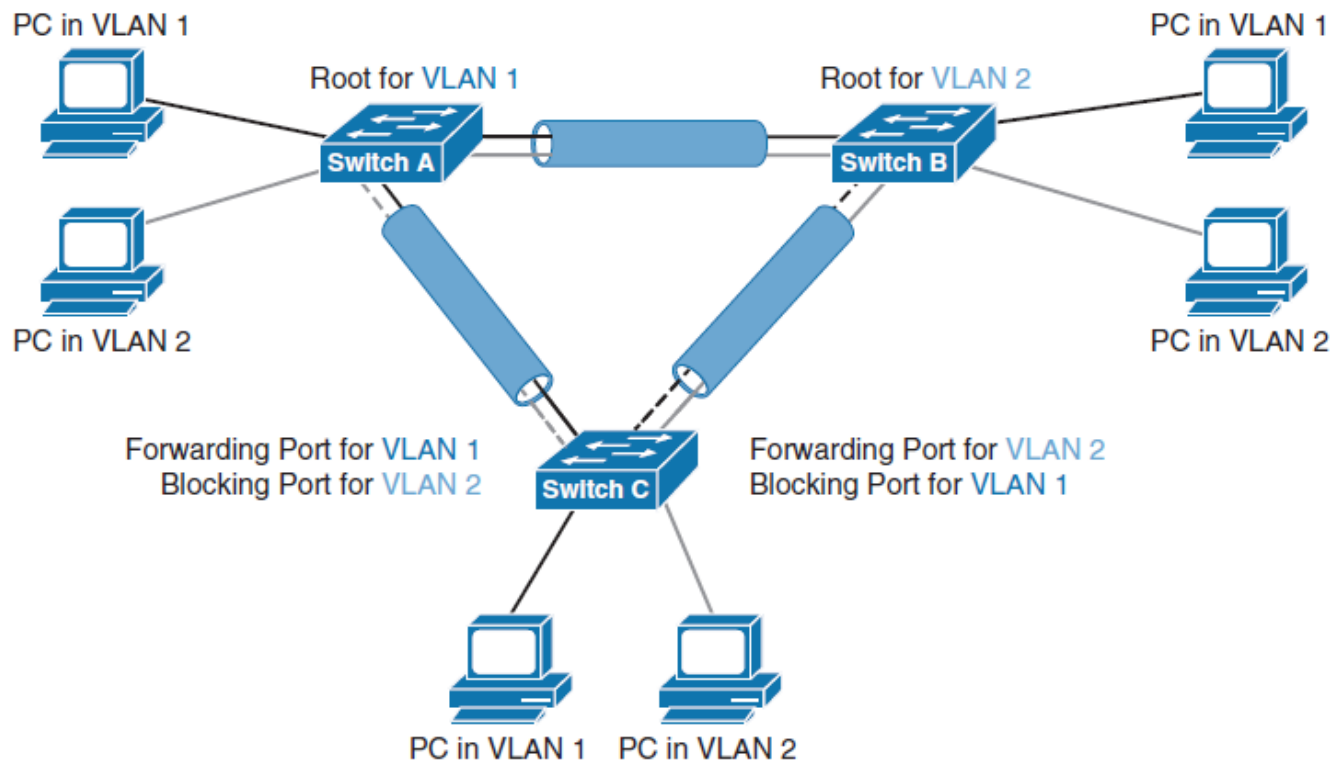 PC in VLAN 1
PC in VLAN 1
Root for VLAN 1
Root for VLAN 2
Switch A
Switch B
PC in VLAN 2
PC in VLAN 2
Forwarding Port for VLAN 1
Blocking Port for VLAN 2
Forwarding Port for VLAN 2
Blocking Port for VLAN 1
Switch C
PC in VLAN 1
PC in VLAN 2